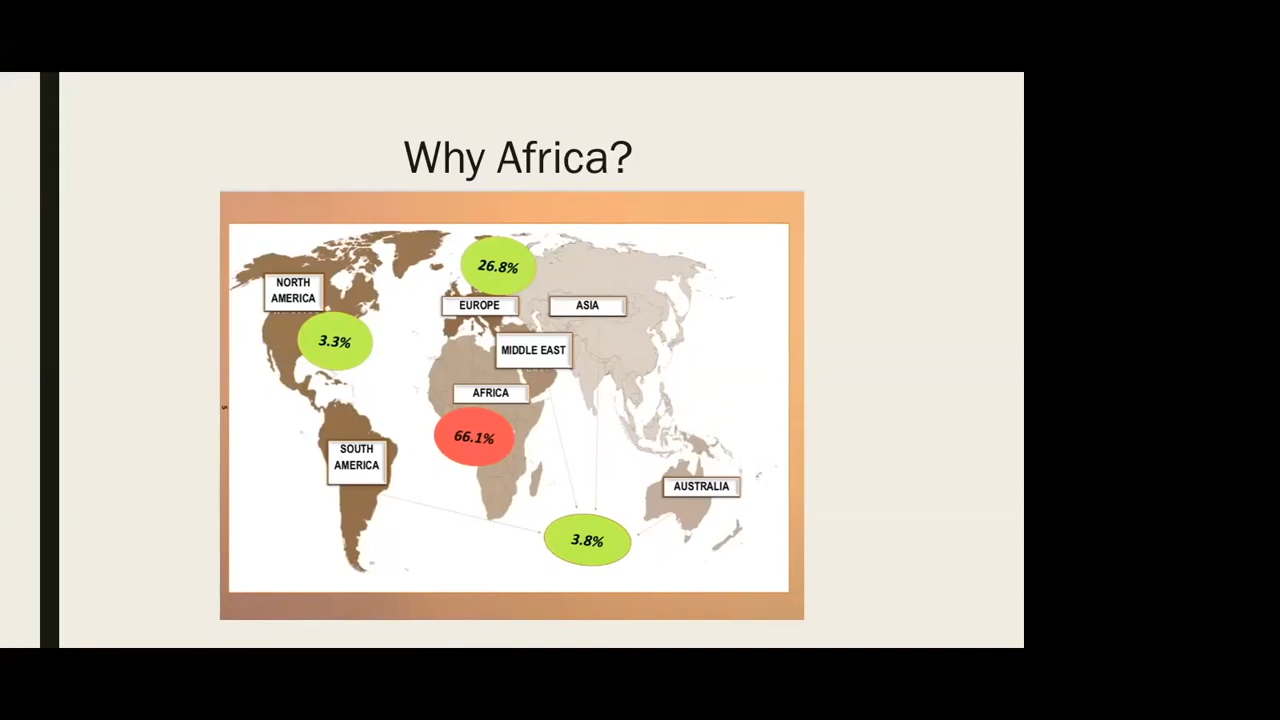 Why Africa?
26.8%
NORTH
AMERICA
EUROPE
ASIA
3.3%
MIDDLE EAST
AFRICA
5
66.1%
SOUTH
AMERICA
AUSTRALIA
3.8%